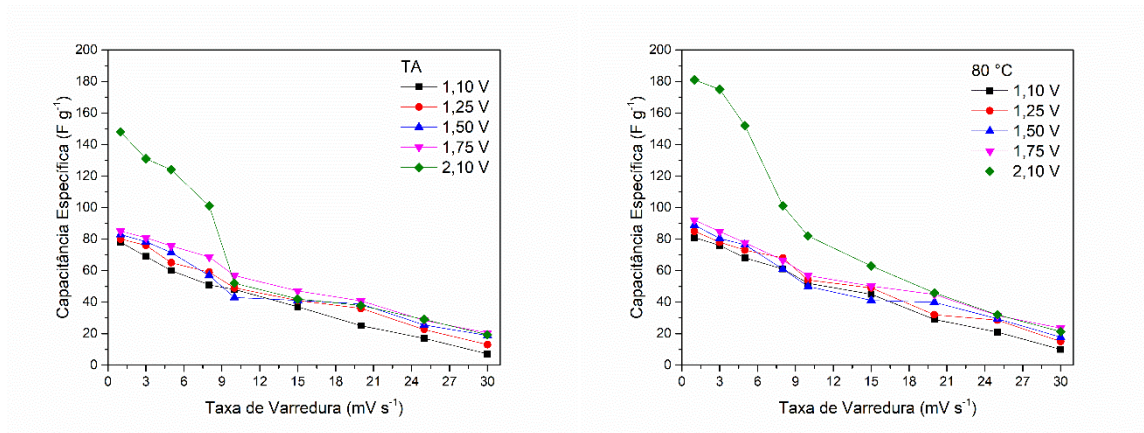 200
180
160
140
120
100
80
60
40
20
0
Capacitância Específica (F g⁻¹)
TA
1,10 V
1,25 V
1,50 V
1,75 V
2,10 V
0 3 6 9 12 15 18 21 24 27 30
Taxa de Varredura (mV s⁻¹)
200
180
160
140
120
100
80
60
40
20
0
Capacitância Específica (F g⁻¹)
80 °C
1,10 V
1,25 V
1,50 V
1,75 V
2,10 V
0 3 6 9 12 15 18 21 24 27 30
Taxa de Varredura (mV s⁻¹)